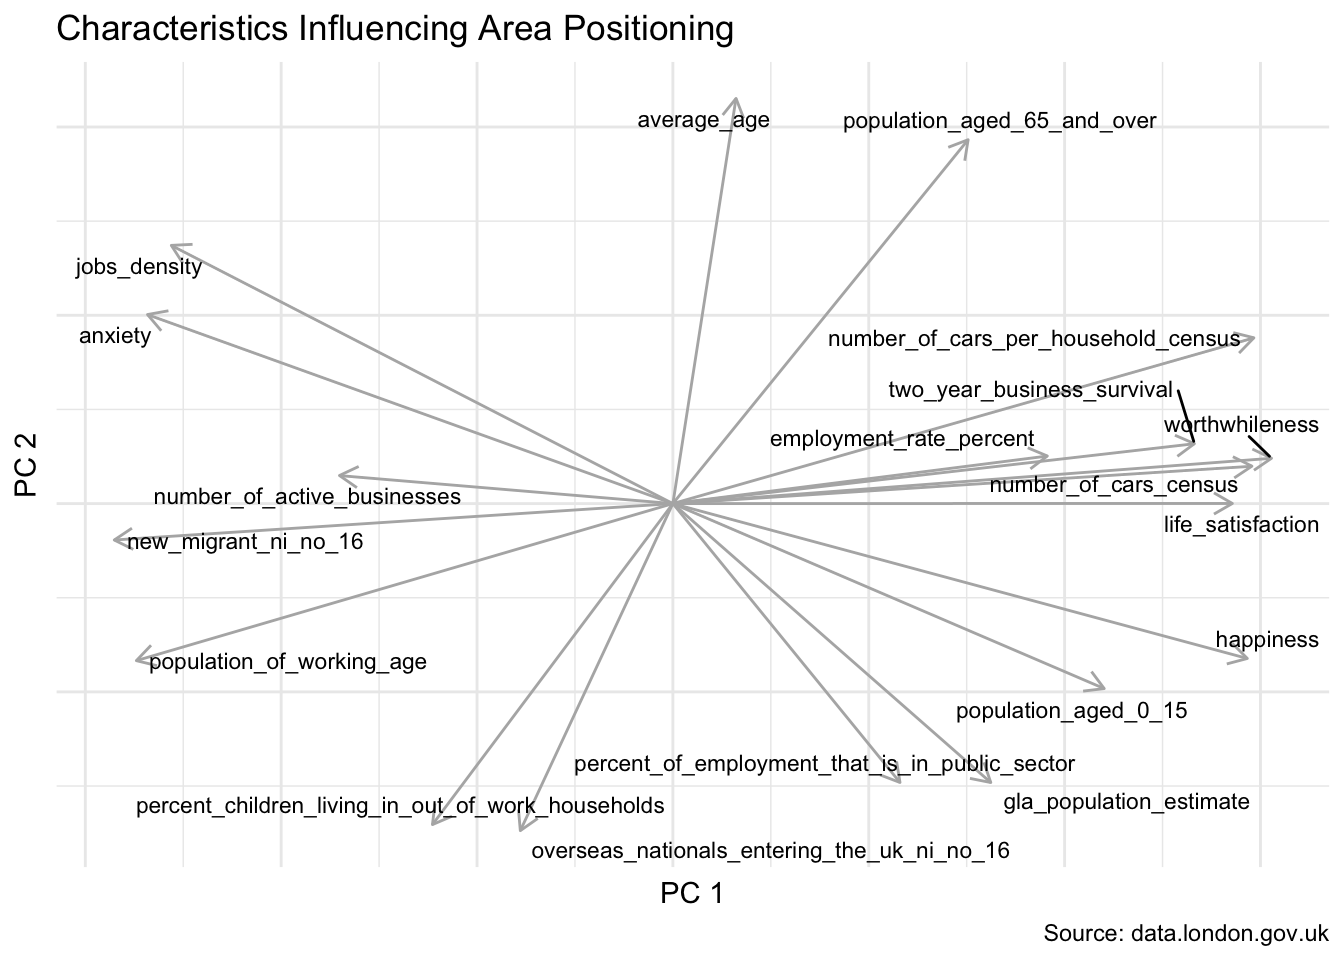 Characteristics Influencing Area Positioning
average_age
population_aged_65_and_over
jobs_density
anxiety
number_of_cars_per_household_census
two_year_business_survival
worthwhileness
employment_rate_percent
number_of_cars_census
number_of_active_businesses
life_satisfaction
new_migrant_ni_no_16
happiness
population_of_working_age
population_aged_0_15
percent_of_employment_that_is_in_public_sector
gla_population_estimate
percent_children_living_in_out_of_work_households
overseas_nationals_entering_the_uk_ni_no_16
PC 2
PC 1
Source: data.london.gov.uk